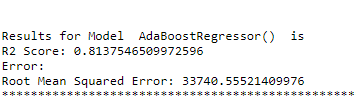 Results for Model  AdaBoostRegressor()  is
R2 Score: 0.8137546509972596
Error:
Root Mean Squared Error: 33740.55521409976
*************************************************